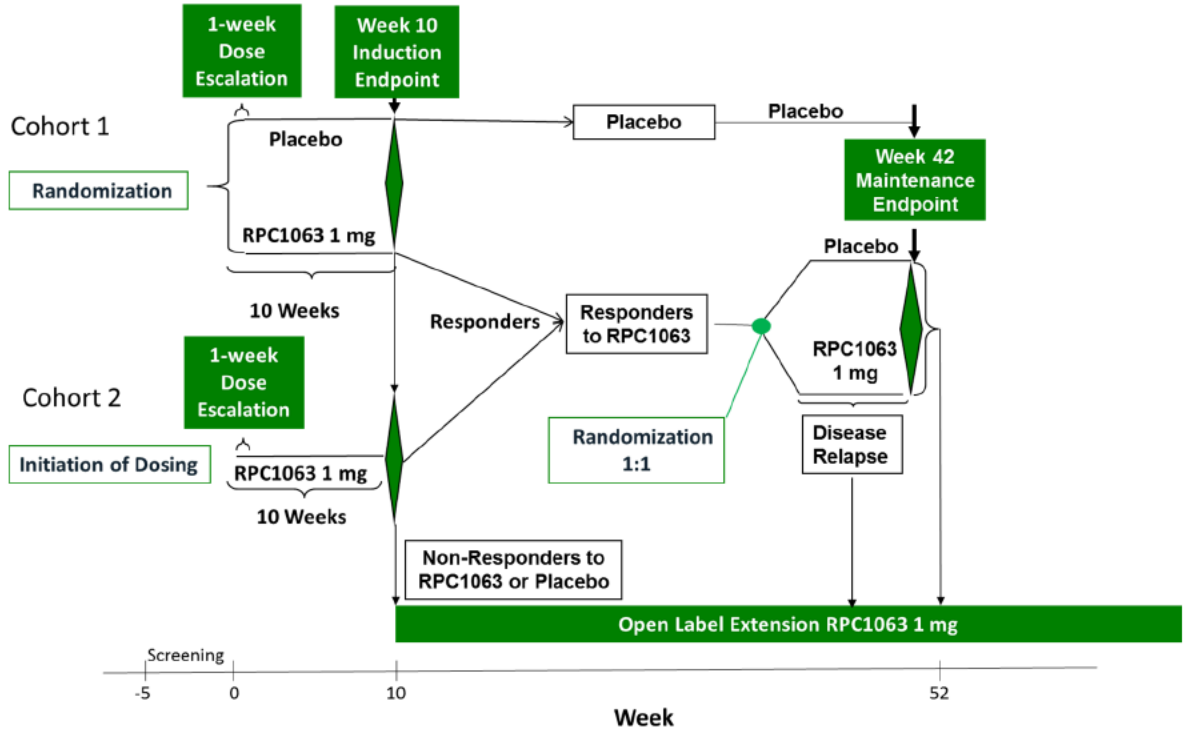 1-week
Dose
Escalation
Week 10
Induction
Endpoint
Cohort 1
Placebo
Placebo
Placebo
Randomization
Week 42
Maintenance
Endpoint
RPC1063 1 mg
Placebo
10 Weeks
Responders
Responders
to RPC1063
RPC1063
1 mg
1-week
Dose
Escalation
Cohort 2
Randomization
1:1
Disease
Relapse
Initiation of Dosing
RPC1063 1 mg
10 Weeks
Non-Responders to
RPC1063 or Placebo
Open Label Extension RPC1063 1 mg
Screening
-5
0
10
52
Week